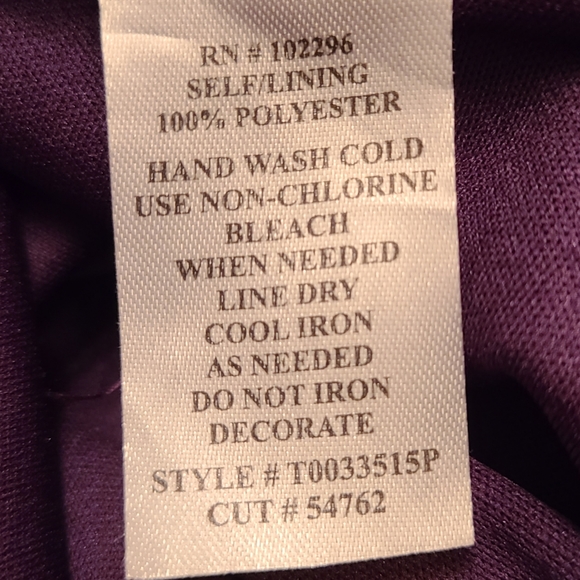 RN # 102296
SELF/LINING
100% POLYESTER
HAND WASH COLD
USE NON-CHLORINE
BLEACH
WHEN NEEDED
LINE DRY
COOL IRON
AS NEEDED
DO NOT IRON
DECORATE
STYLE # T0033515P
CUT # 54762